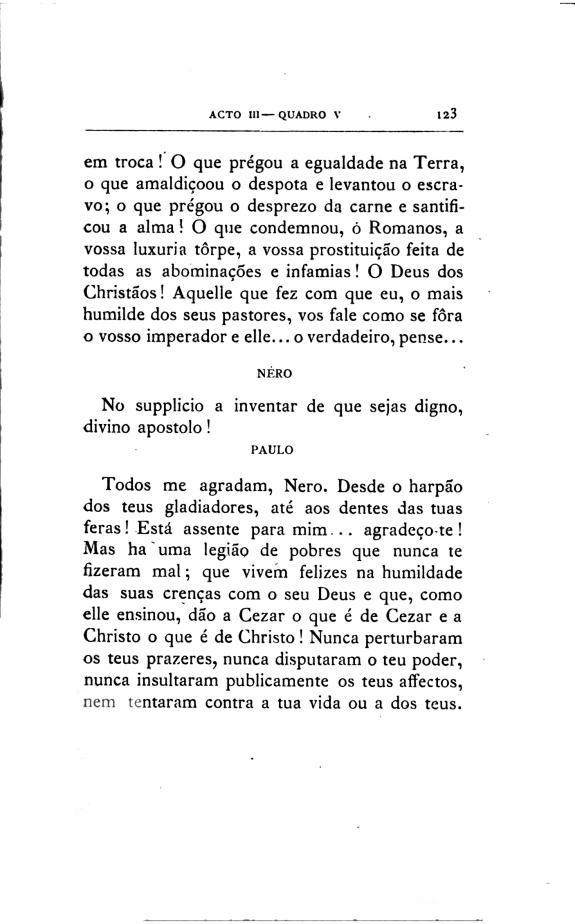 ACTO III — QUADRO V 123
em troca! O que prégou a egualdade na Terra,
o que amaldiçoou o despota e levantou o escra-
vo; o que prégou o desprezo da carne e santifi-
cou a alma! O que condemnou, ó Romanos, a
vossa luxuria tôrpe, a vossa prostituição feita de
todas as abominações e infamias! O Deus dos
Christãos! Aquelle que fez com que eu, o mais
humilde dos seus pastores, vos fale como se fôra
o vosso imperador e elle... o verdadeiro, pense...
NÉRO
No supplicio a inventar de que sejas digno,
divino apostolo!
PAULO
Todos me agradam, Nero. Desde o harpão
dos teus gladiadores, até aos dentes das tuas
feras! Está assente para mim... agradeço-te!
Mas ha uma legião de pobres que nunca te
fizeram mal; que vivem felizes na humildade
das suas crenças com o seu Deus e que, como
elle ensinou, dão a Cezar o que é de Cezar e a
Christo o que é de Christo! Nunca perturbaram
os teus prazeres, nunca disputaram o teu poder,
nunca insultaram publicamente os teus affectos,
nem tentaram contra a tua vida ou a dos teus.